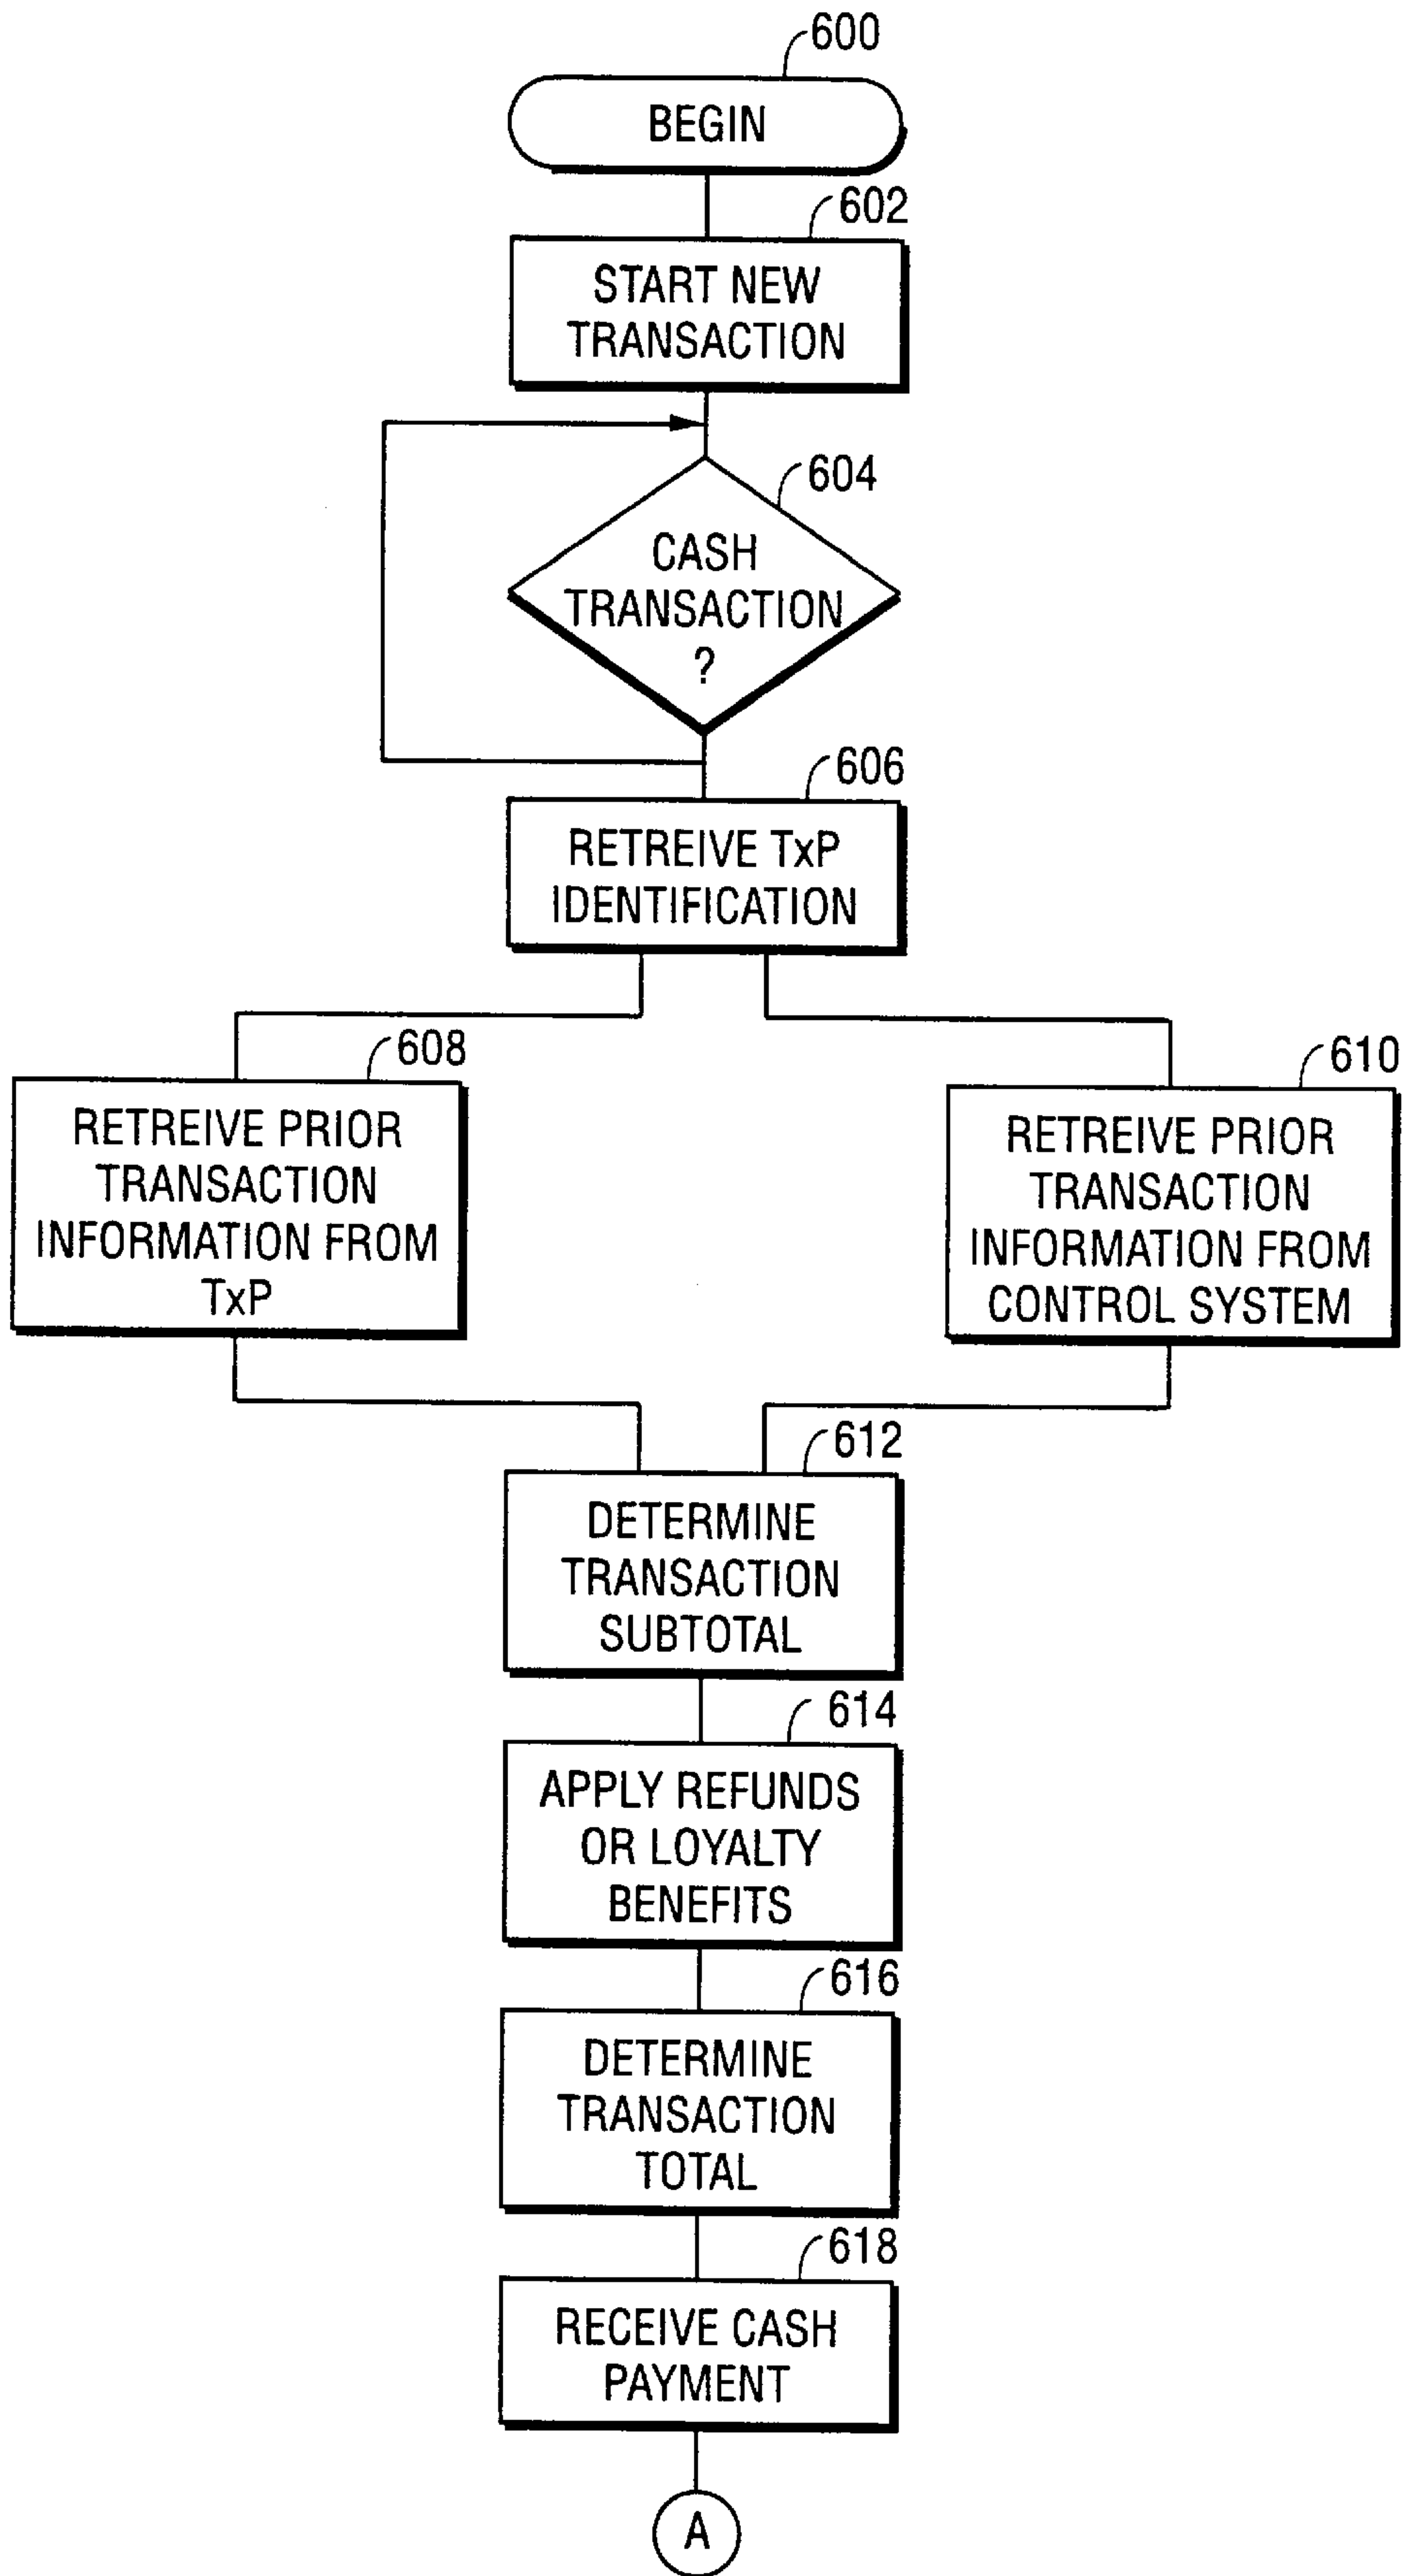 600
BEGIN
602
START NEW
TRANSACTION
604
CASH
TRANSACTION
?
606
RETREIVE TxP
IDENTIFICATION
608
RETREIVE PRIOR
TRANSACTION
INFORMATION FROM
TxP
610
RETREIVE PRIOR
TRANSACTION
INFORMATION FROM
CONTROL SYSTEM
612
DETERMINE
TRANSACTION
SUBTOTAL
614
APPLY REFUNDS
OR LOYALTY
BENEFITS
616
DETERMINE
TRANSACTION
TOTAL
618
RECEIVE CASH
PAYMENT
A